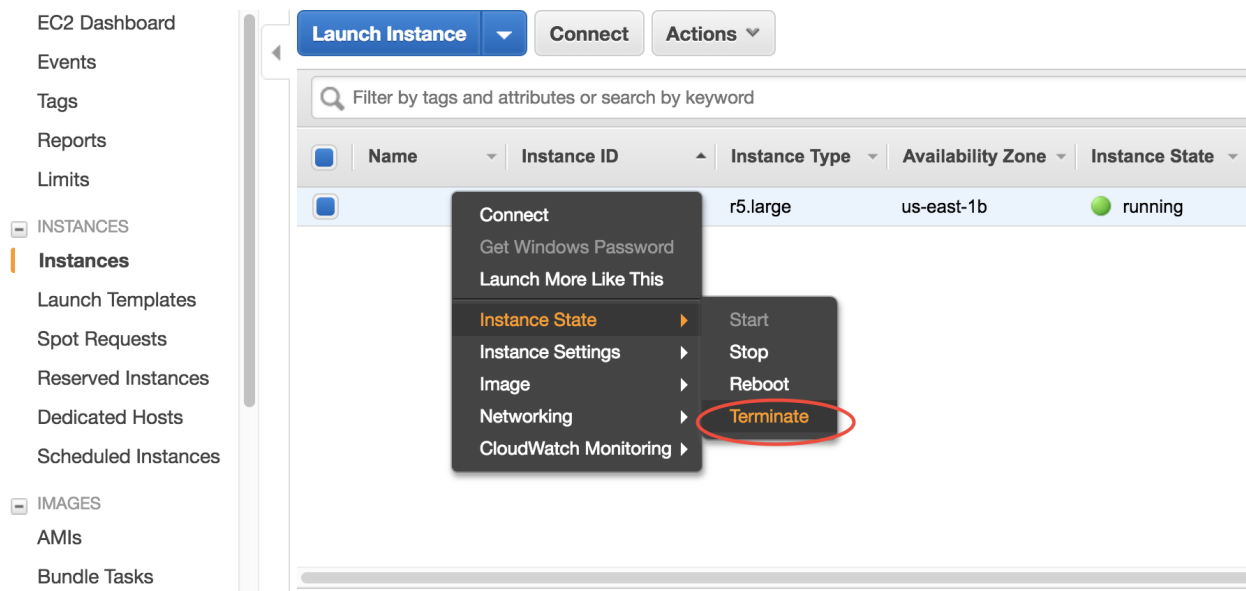 EC2 Dashboard
Events
Tags
Reports
Limits
INSTANCES
Instances
Launch Templates
Spot Requests
Reserved Instances
Dedicated Hosts
Scheduled Instances
IMAGES
AMIs
Bundle Tasks
Launch Instance Connect Actions
Filter by tags and attributes or search by keyword
Name Instance ID Instance Type Availability Zone Instance State
r5.large us-east-1b running
Connect
Get Windows Password
Launch More Like This
Instance State
Instance Settings
Image
Networking
CloudWatch Monitoring
Start
Stop
Reboot
Terminate